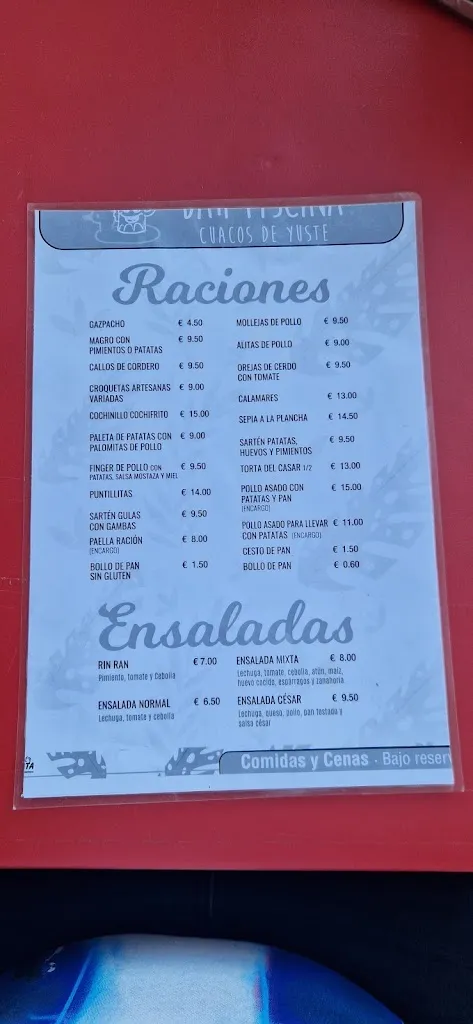 BAR PISCINA
CUACOS DE YUSTE
Raciones
GAZPACHO € 4.50
MAGRO CON € 9.50
PIMIENTOS O PATATAS
CALLOS DE CORDERO € 9.50
CROQUETAS ARTESANAS € 9.00
VARIADAS
COCHINILLO COCHIFRITO € 15.00
PALETA DE PATATAS CON € 9.00
PALOMITAS DE POLLO
FINGER DE POLLO CON € 9.50
PATATAS, SALSA MOSTAZA Y MIEL
PUNTILLITAS € 14.00
SARTÉN GULAS € 9.50
CON GAMBAS
PAELLA RACIÓN € 8.00
(ENCARGO)
BOLLO DE PAN € 1.50
SIN GLUTEN
MOLLEJAS DE POLLO € 9.50
ALITAS DE POLLO € 9.00
OREJAS DE CERDO € 9.50
CON TOMATE
CALAMARES € 13.00
SEPIA A LA PLANCHA € 14.50
SARTÉN PATATAS, € 9.50
HUEVOS Y PIMIENTOS
TORTA DEL CASAR 1/2 € 13.00
POLLO ASADO CON € 15.00
PATATAS Y PAN
(ENCARGO)
POLLO ASADO PARA LLEVAR € 11.00
CON PATATAS (ENCARGO)
CESTO DE PAN € 1.50
BOLLO DE PAN € 0.60
Ensaladas
RIN RAN € 7.00
Pimiento, tomate y Cebolla
ENSALADA NORMAL € 6.50
Lechuga, tomate y cebolla
ENSALADA MIXTA € 8.00
Lechuga, tomate, cebolla, atún, maíz,
huevo cocido, espárragos y zanahoria
ENSALADA CÉSAR € 9.50
Lechuga, queso, pollo, pan tostada y
salsa césar
Comidas y Cenas · Bajo reserv